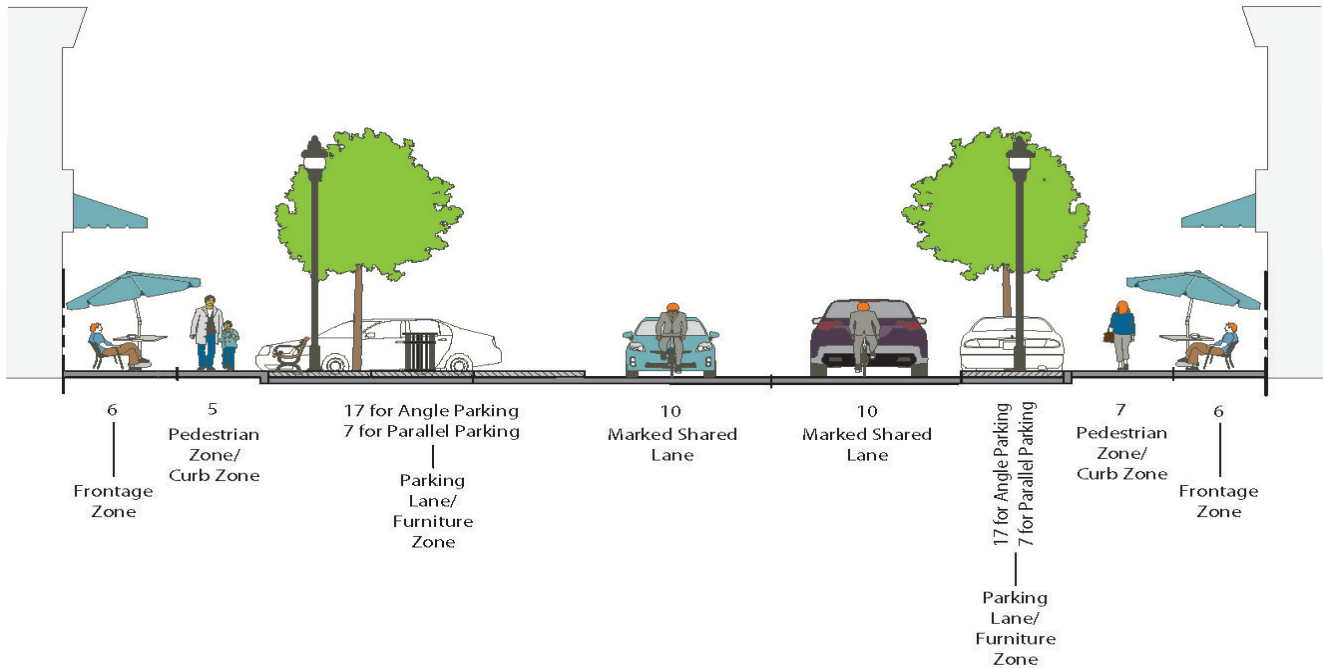 6
Frontage
Zone
5
Pedestrian
Zone/
Curb Zone
17 for Angle Parking
7 for Parallel Parking
Parking
Lane/
Furniture
Zone
10
Marked Shared
Lane
10
Marked Shared
Lane
17 for Angle Parking
7 for Parallel Parking
Parking
Lane/
Furniture
Zone
7
Pedestrian
Zone/
Curb Zone
6
Frontage
Zone